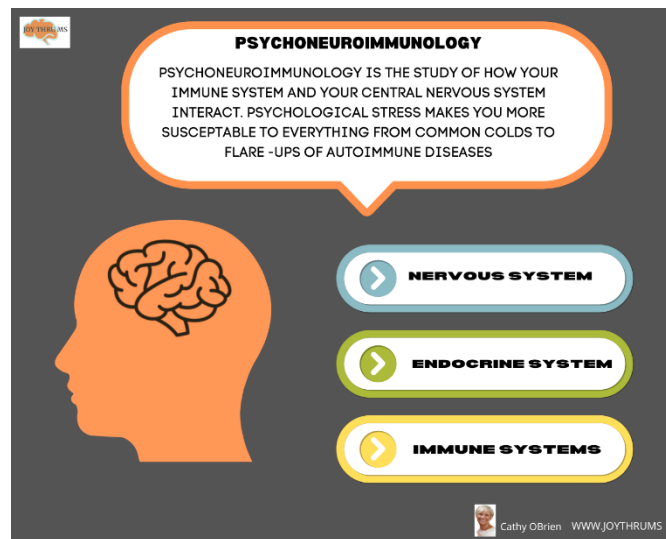 JOYTHRUMS
PSYCHONEUROIMMUNOLOGY
PSYCHONEUROIMMUNOLOGY IS THE STUDY OF HOW YOUR
IMMUNE SYSTEM AND YOUR CENTRAL NERVOUS SYSTEM
INTERACT. PSYCHOLOGICAL STRESS MAKES YOU MORE
SUSCEPTABLE TO EVERYTHING FROM COMMON COLDS TO
FLARE -UPS OF AUTOIMMUNE DISEASES
NERVOUS SYSTEM
ENDOCRINE SYSTEM
IMMUNE SYSTEMS
Cathy OBrien WWW.JOYTHRUMS